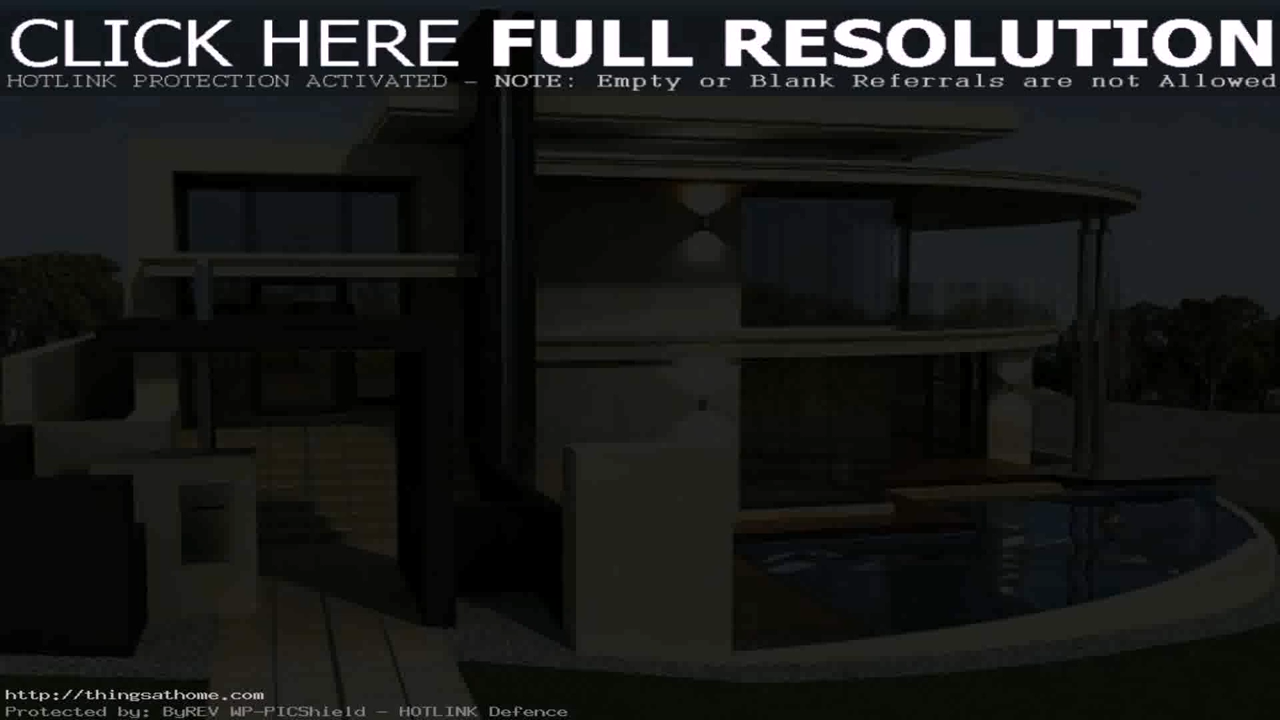 CLICK HERE FULL RESOLUTION
HOTLINK PROTECTION ACTIVATED – NOTE: Empty or Blank Referrals are not Allowed
http://thingsathome.com
Protected by: ByREV WP-PICShield – HOTLINK Defence